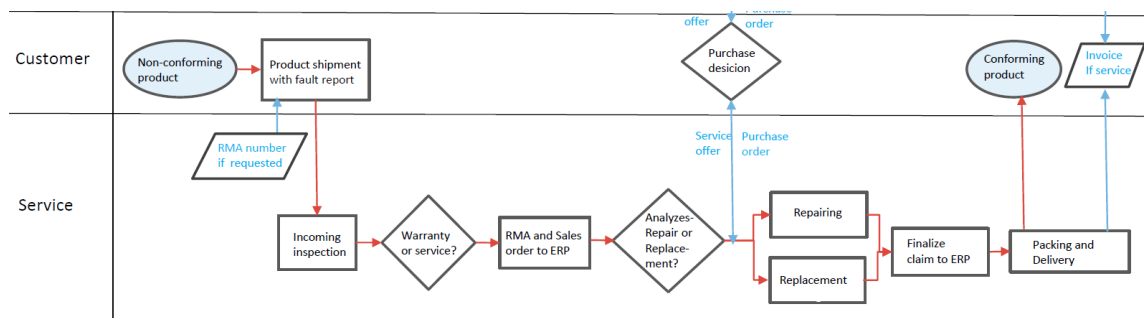 offer
Purchase
order
Customer
Non-conforming
product
Product shipment
with fault report
Purchase
desicion
Conforming
product
Invoice
If service
RMA number
if requested
Service
offer
Purchase
order
Service
Incoming
inspection
Warranty
or service?
RMA and Sales
order to ERP
Analyzes-
Repair or
Replace-
ment?
Repairing
Replacement
Finalize
claim to ERP
Packing and
Delivery